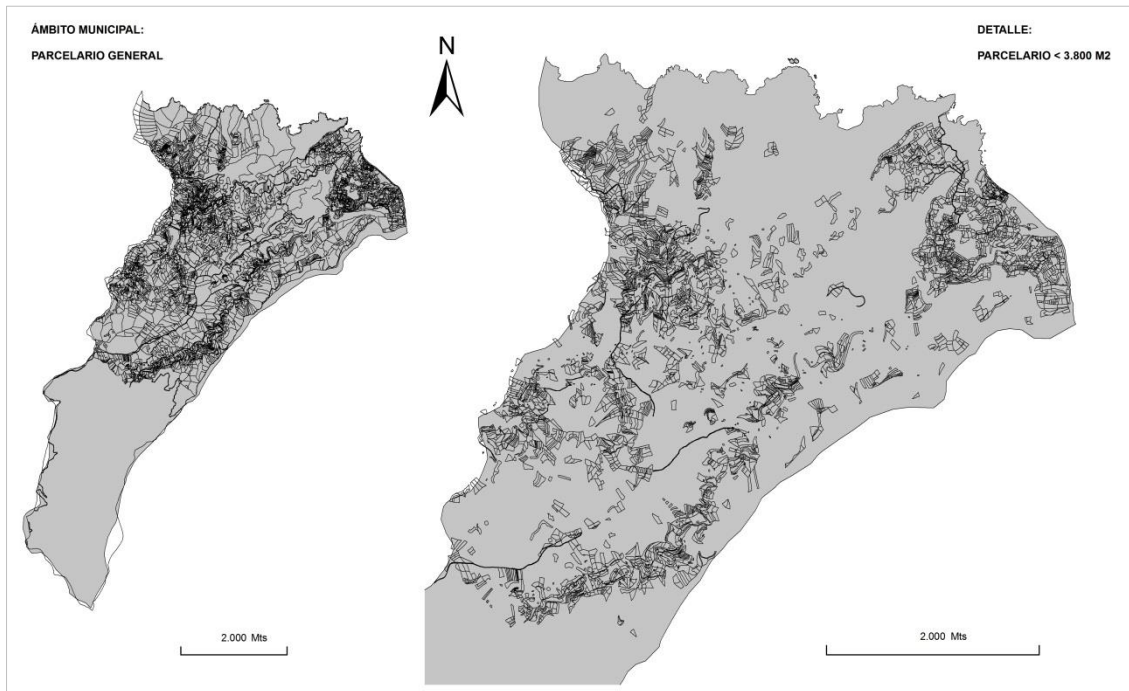 ÁMBITO MUNICIPAL:
PARCELARIO GENERAL
N
DETALLE:
PARCELARIO < 3.800 M2
2.000 Mts
2.000 Mts